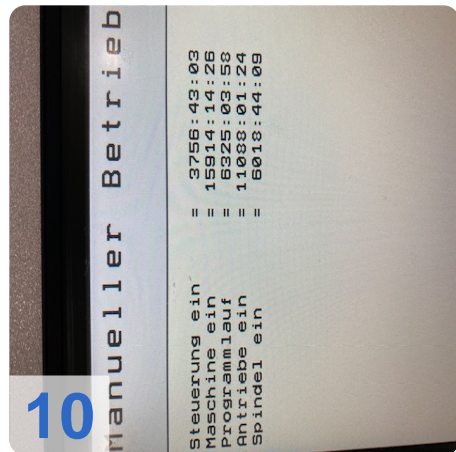 Manueller Betrieb
Steuerung ein = 3756:43:03
Maschine ein = 15914:14:26
Programmlauf = 6325:03:58
Antriebe ein = 11088:01:24
Spindel ein = 6018:44:09
10